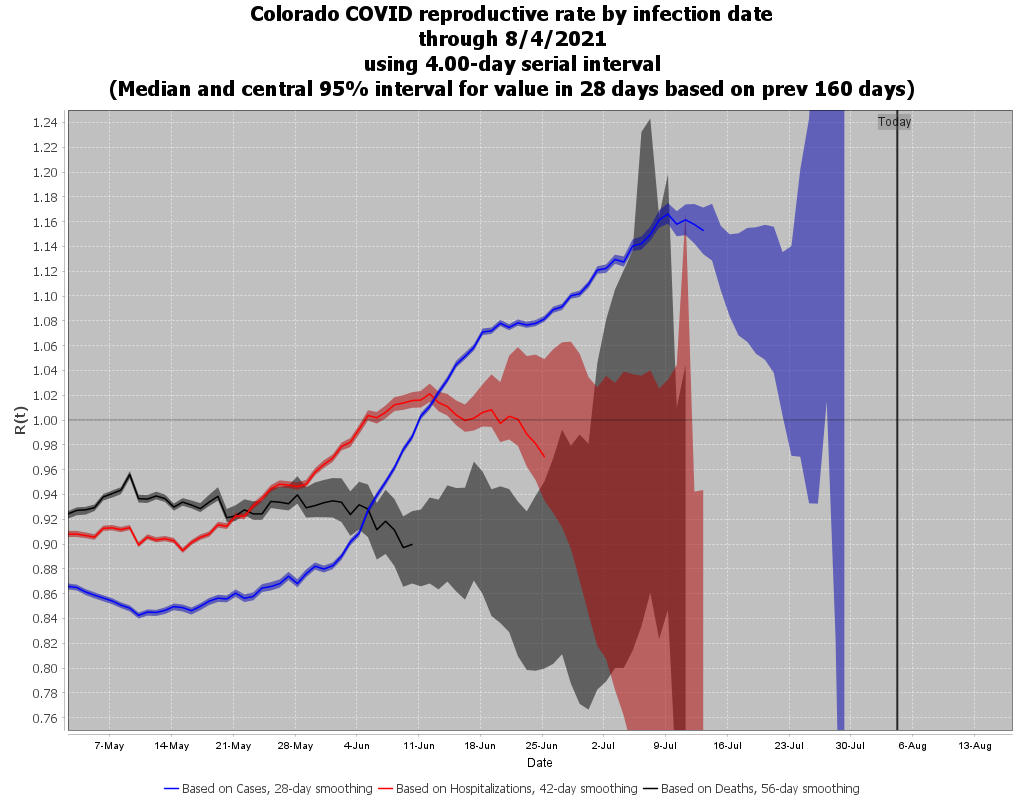 Colorado COVID reproductive rate by infection date
through 8/4/2021
using 4.00-day serial interval
(Median and central 95% interval for value in 28 days based on prev 160 days)
Today
1.24
1.22
1.20
1.18
1.16
1.14
1.12
1.10
1.08
1.06
1.04
1.02
1.00
0.98
0.96
0.94
0.92
0.90
0.88
0.86
0.84
0.82
0.80
0.78
0.76
R(t)
7-May 14-May 21-May 28-May 4-Jun 11-Jun 18-Jun 25-Jun 2-Jul 9-Jul 16-Jul 23-Jul 30-Jul 6-Aug 13-Aug
Date
Based on Cases, 28-day smoothing Based on Hospitalizations, 42-day smoothing Based on Deaths, 56-day smoothing